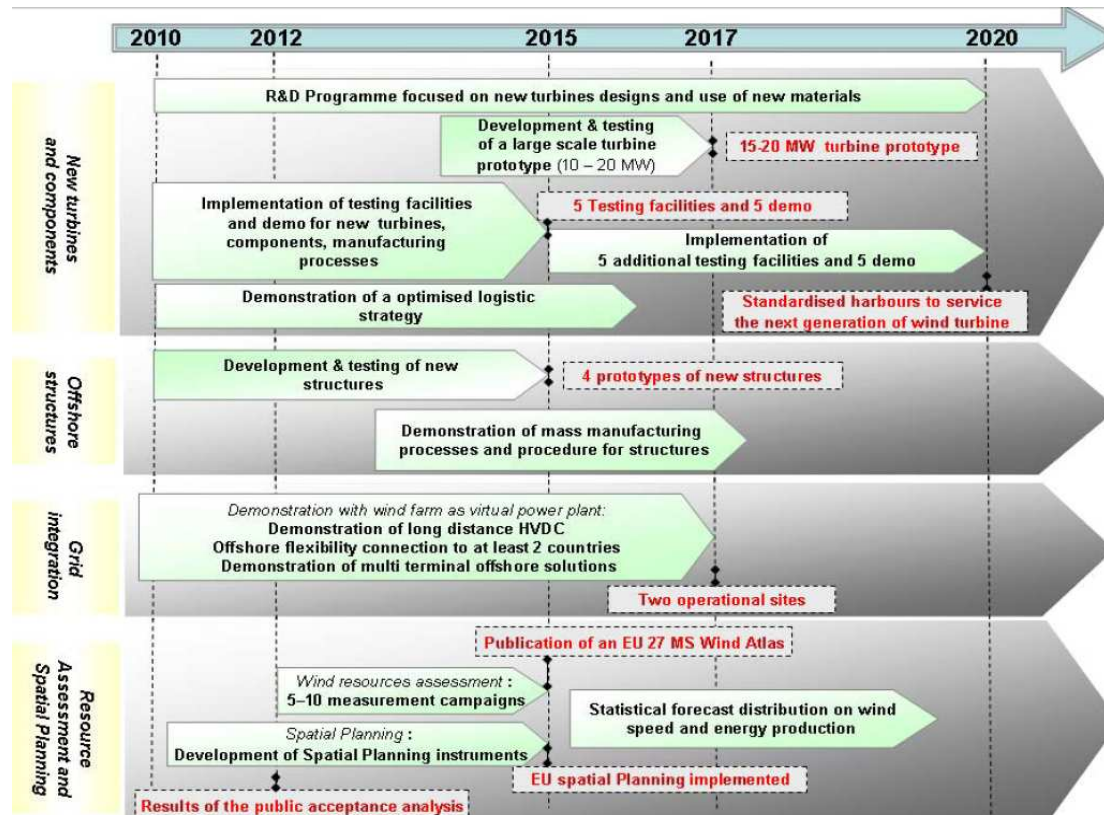 2010 2012 2015 2017 2020
New turbines
and components
R&D Programme focused on new turbines designs and use of new materials
Development & testing
of a large scale turbine
prototype (10 – 20 MW)
15-20 MW turbine prototype
Implementation of testing facilities
and demo for new turbines,
components, manufacturing
processes
5 Testing facilities and 5 demo
Implementation of
5 additional testing facilities and 5 demo
Demonstration of a optimised logistic
strategy
Standardised harbours to service
the next generation of wind turbine
Offshore
structures
Development & testing of new
structures
4 prototypes of new structures
Demonstration of mass manufacturing
processes and procedure for structures
Grid
integration
Demonstration with wind farm as virtual power plant:
Demonstration of long distance HVDC
Offshore flexibility connection to at least 2 countries
Demonstration of multi terminal offshore solutions
Two operational sites
Resource
Assessment and
Spatial Planning
Publication of an EU 27 MS Wind Atlas
Wind resources assessment :
5–10 measurement campaigns
Statistical forecast distribution on wind
speed and energy production
Spatial Planning :
Development of Spatial Planning instruments
EU spatial Planning implemented
Results of the public acceptance analysis